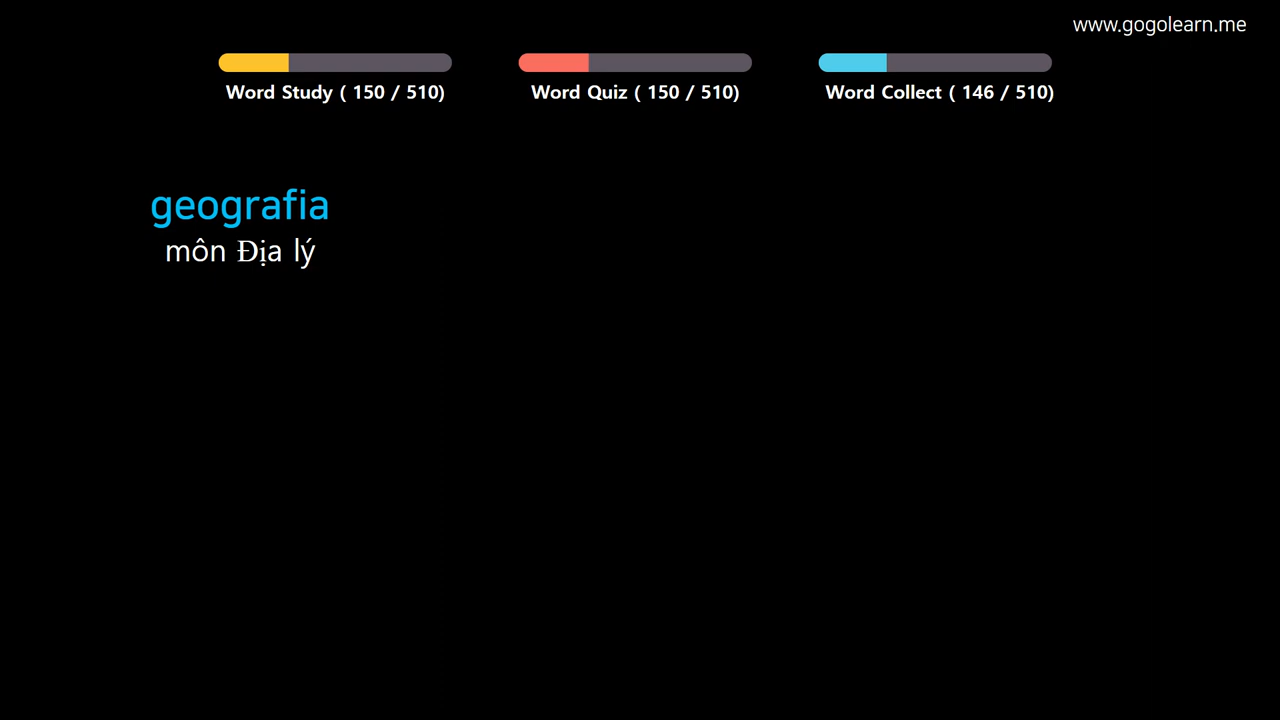 www.gogolearn.me
Word Study ( 150 / 510)
Word Quiz ( 150 / 510)
Word Collect ( 146 / 510)
geografia
môn Địa lý